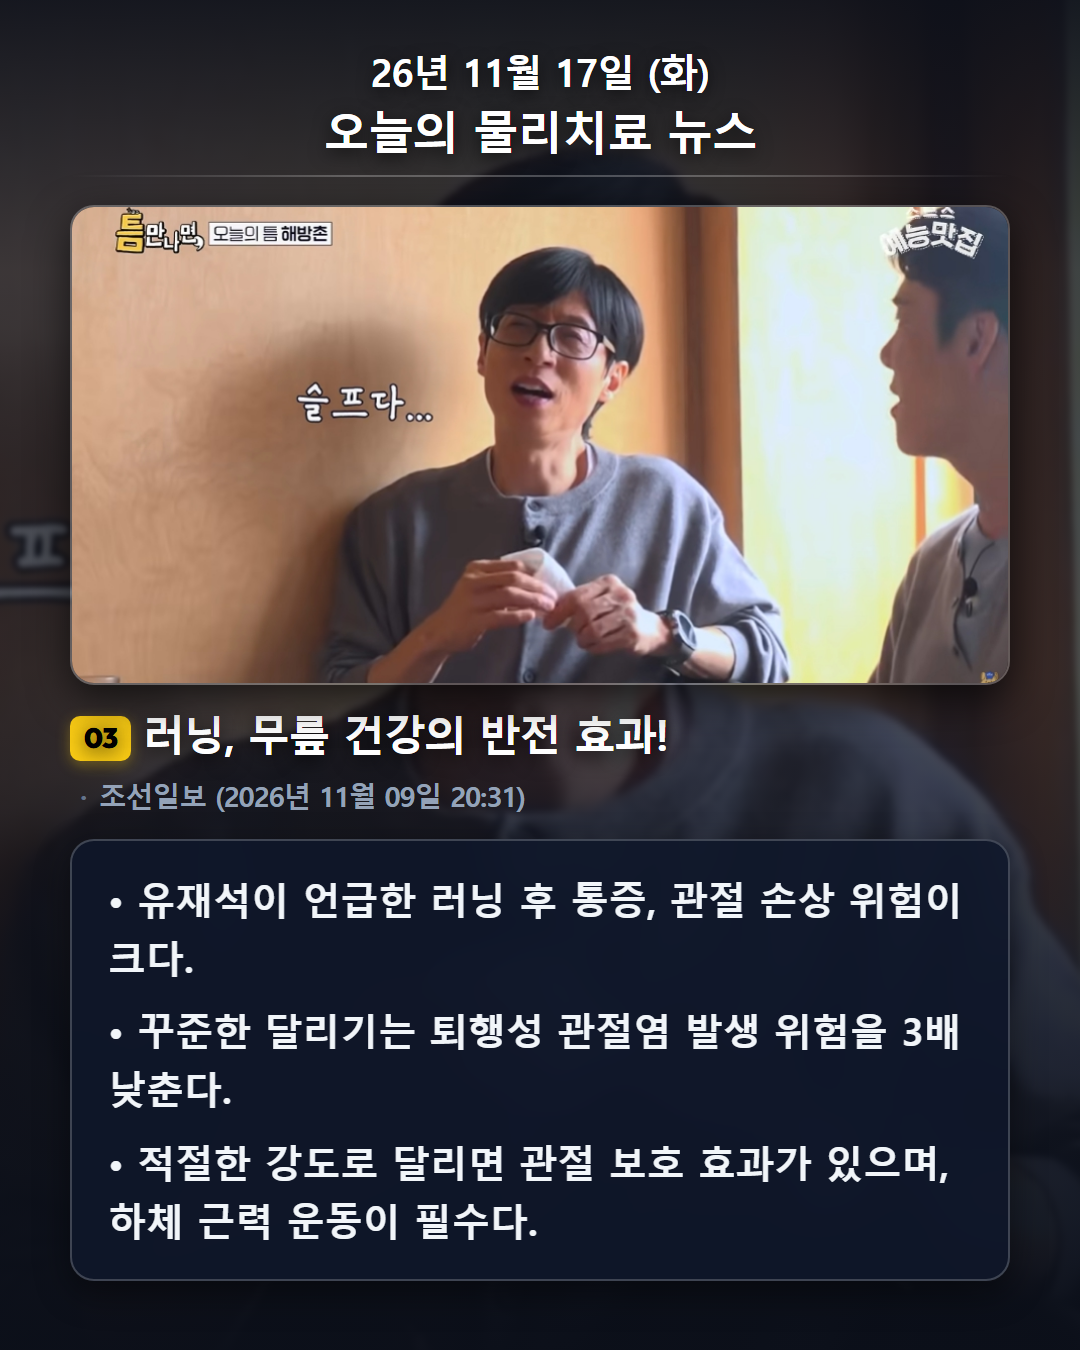 26년 11월 17일 (화)
오늘의 물리치료 뉴스
틈만나면, 오늘의 틈 해방촌
예능맛집
슬프다...
프
03 러닝, 무릎 건강의 반전 효과!
· 조선일보 (2026년 11월 09일 20:31)
• 유재석이 언급한 러닝 후 통증, 관절 손상 위험이
크다.
• 꾸준한 달리기는 퇴행성 관절염 발생 위험을 3배
낮춘다.
• 적절한 강도로 달리면 관절 보호 효과가 있으며,
하체 근력 운동이 필수다.